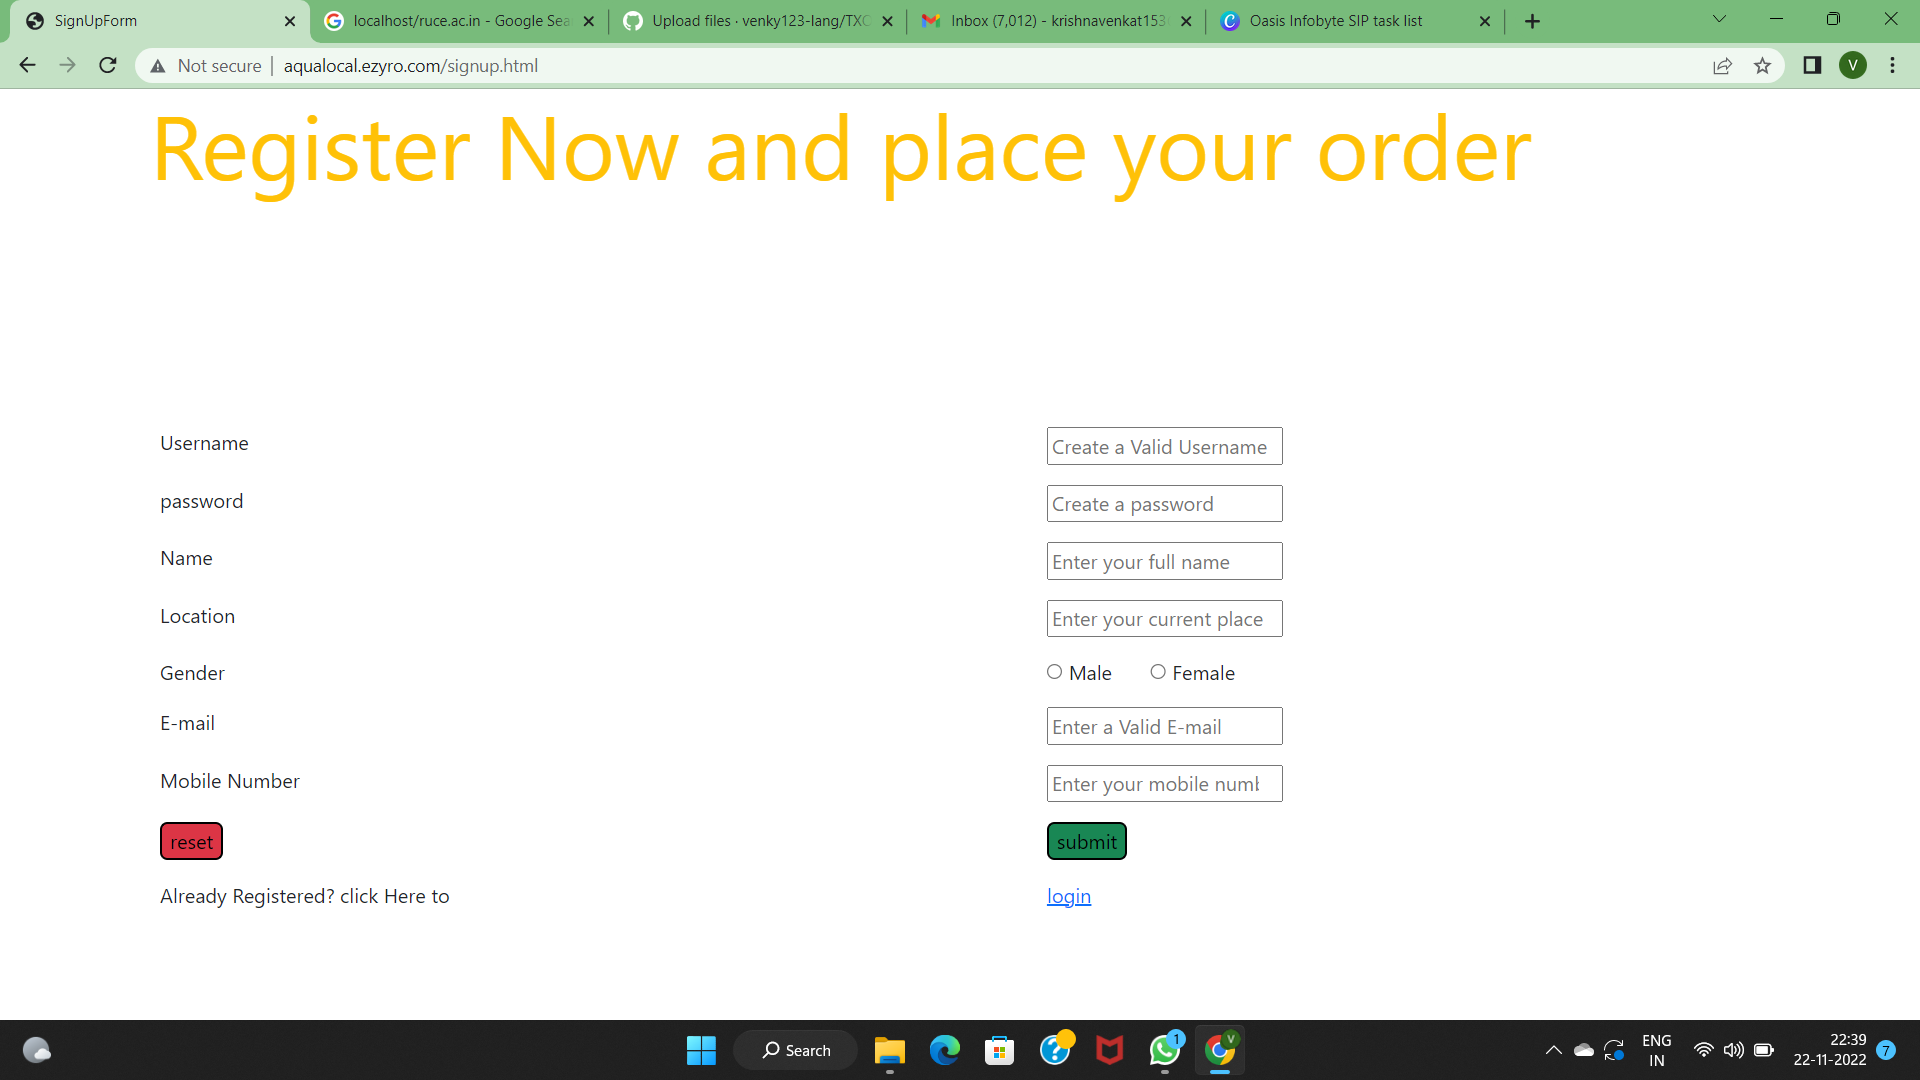 SignUpForm
localhost/ruce.ac.in - Google Sea
Upload files · venky123-lang/TXC
Inbox (7,012) - krishnavenkat153
Oasis Infobyte SIP task list
Not secure
aqualocal.ezyro.com/signup.html
V
Register Now and place your order
Username
Create a Valid Username
password
Create a password
Name
Enter your full name
Location
Enter your current place
Gender
Male
Female
E-mail
Enter a Valid E-mail
Mobile Number
Enter your mobile numb
reset
submit
Already Registered? click Here to
login
Search
1
V
ENG
IN
22:39
22-11-2022
7